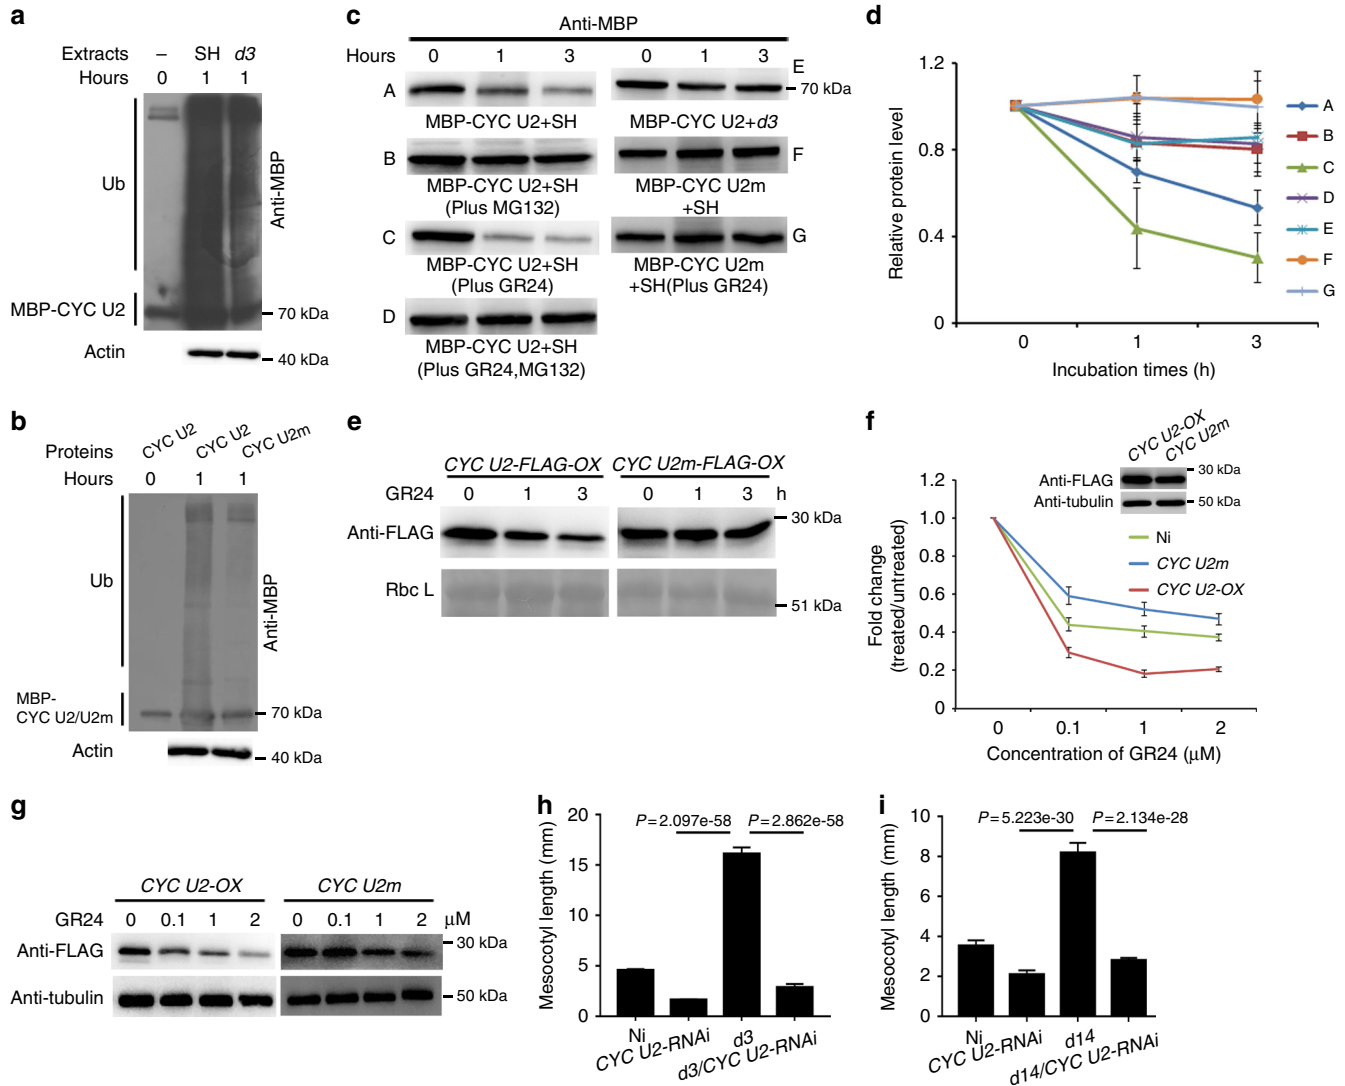 a
Extracts – SH d3
Hours 0 1 1
Ub
Anti-MBP
MBP-CYC U2
70 kDa
Actin
40 kDa
b
Proteins CYC U2 CYC U2 CYC U2m
Hours 0 1 1
Ub
Anti-MBP
MBP-
CYC U2/U2m
70 kDa
Actin
40 kDa
c
Anti-MBP
Hours 0 1 3 0 1 3
A
MBP-CYC U2+SH
B
MBP-CYC U2+SH
(Plus MG132)
C
MBP-CYC U2+SH
(Plus GR24)
D
MBP-CYC U2+SH
(Plus GR24,MG132)
E
70 kDa
MBP-CYC U2+d3
F
MBP-CYC U2m
+SH
G
MBP-CYC U2m
+SH(Plus GR24)
d
Relative protein level
1.2
0.8
0.4
0
0 1 3
Incubation times (h)
A
B
C
D
E
F
G
e
CYC U2-FLAG-OX CYC U2m-FLAG-OX
GR24 0 1 3 0 1 3 h
Anti-FLAG
30 kDa
Rbc L
51 kDa
f
CYC U2-OX
CYC U2m
Anti-FLAG
30 kDa
Anti-tubulin
50 kDa
Ni
CYC U2m
CYC U2-OX
Fold change
(treated/untreated)
1.2
1.0
0.8
0.6
0.4
0.2
0
0 0.1 1 2
Concentration of GR24 (μM)
g
CYC U2-OX CYC U2m
GR24 0 0.1 1 2 0 0.1 1 2 μM
Anti-FLAG
30 kDa
Anti-tubulin
50 kDa
h
Mesocotyl length (mm)
20
15
10
5
0
P=2.097e-58 P=2.862e-58
Ni
CYC U2-RNAi
d3
d3/CYC U2-RNAi
i
Mesocotyl length (mm)
10
8
6
4
2
0
P=5.223e-30 P=2.134e-28
Ni
CYC U2-RNAi
d14
d14/CYC U2-RNAi